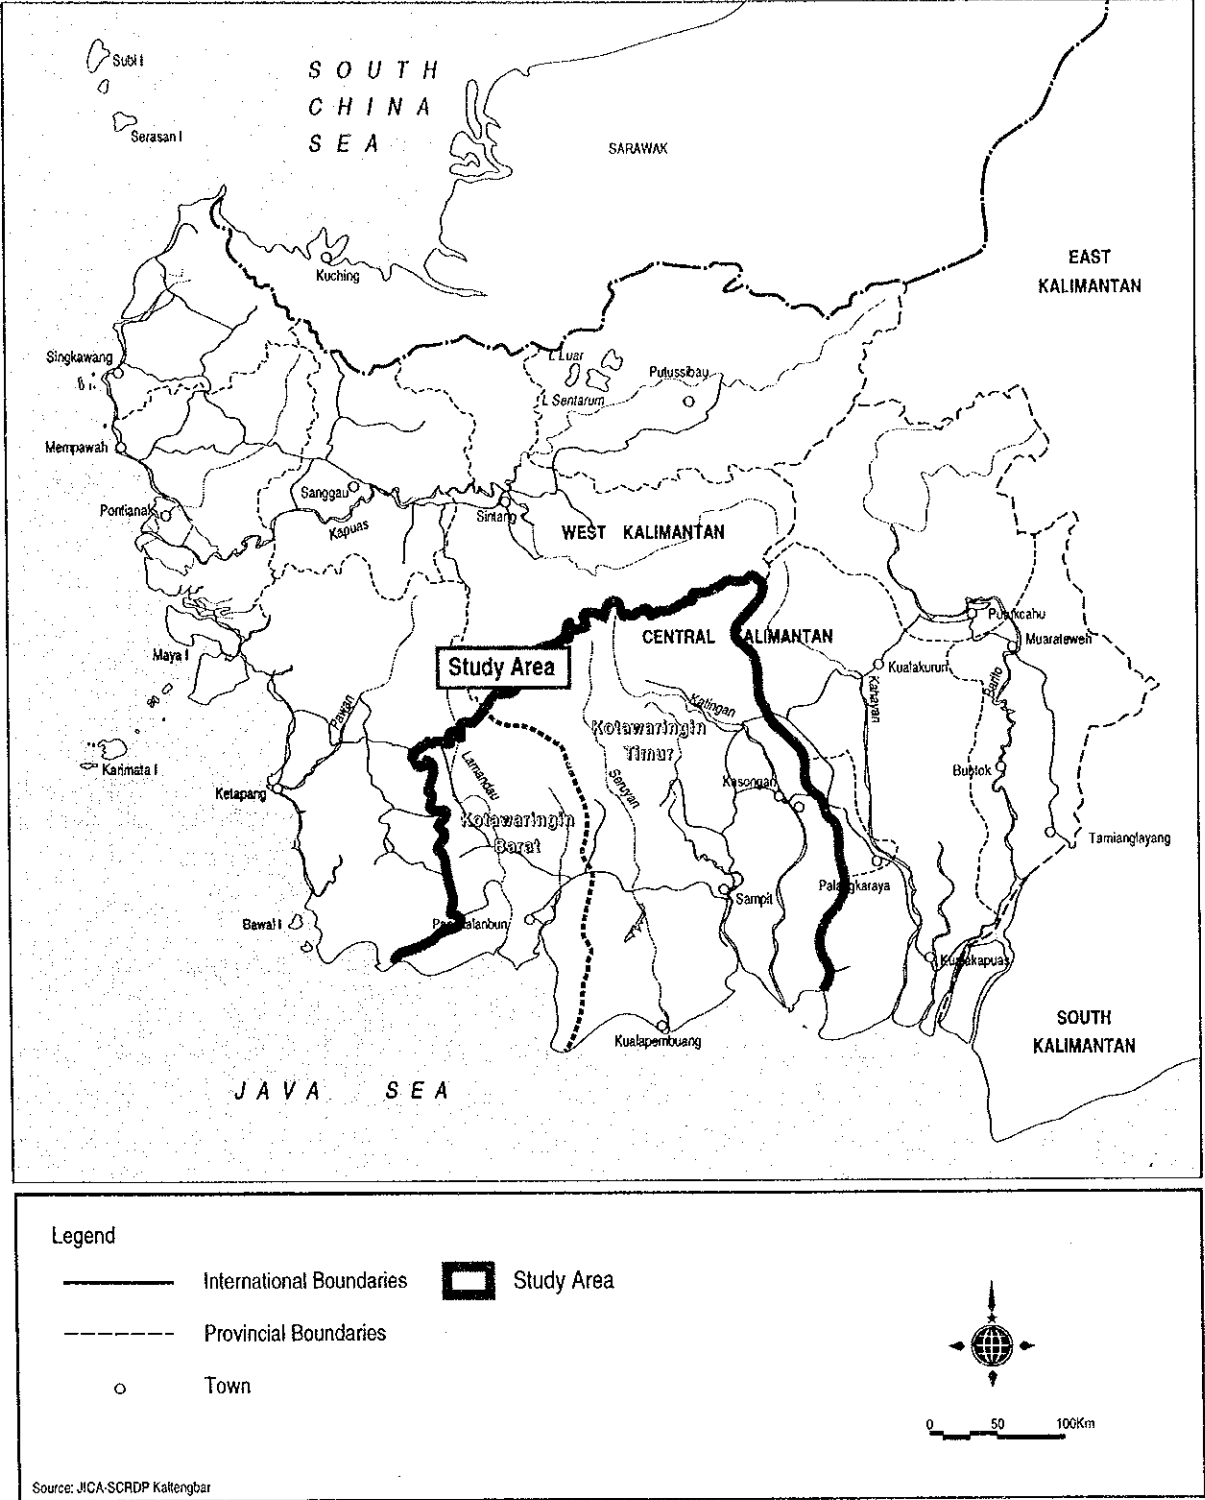 Subi I
SOUTH
CHINA
SEA
Serasan I
SARAWAK
EAST
KALIMANTAN
Kuching
Singkawang
L Luar
Putussibau
L Sentarum
Mempawah
Sanggau
Pontianak
Kapuas
Sintang
WEST KALIMANTAN
CENTRAL KALIMANTAN
Muarateweh
Maya I
Study Area
Kualakurun
Barito
Kahayan
Katingan
Pawan
Kotawaringin
Timur
Karimata I
Lamandau
Seruyan
Kasongan
Buntok
Ketapang
Kotawaringin
Barat
Tamianglayang
Palangkaraya
Sampit
Bawal I
Pangkalanbun
Kualakapuas
SOUTH
KALIMANTAN
Kualapembuang
JAVA SEA
Legend
International Boundaries
Study Area
Provincial Boundaries
Town
0 50 100Km
Source: JICA-SCRDP Kaltengbar